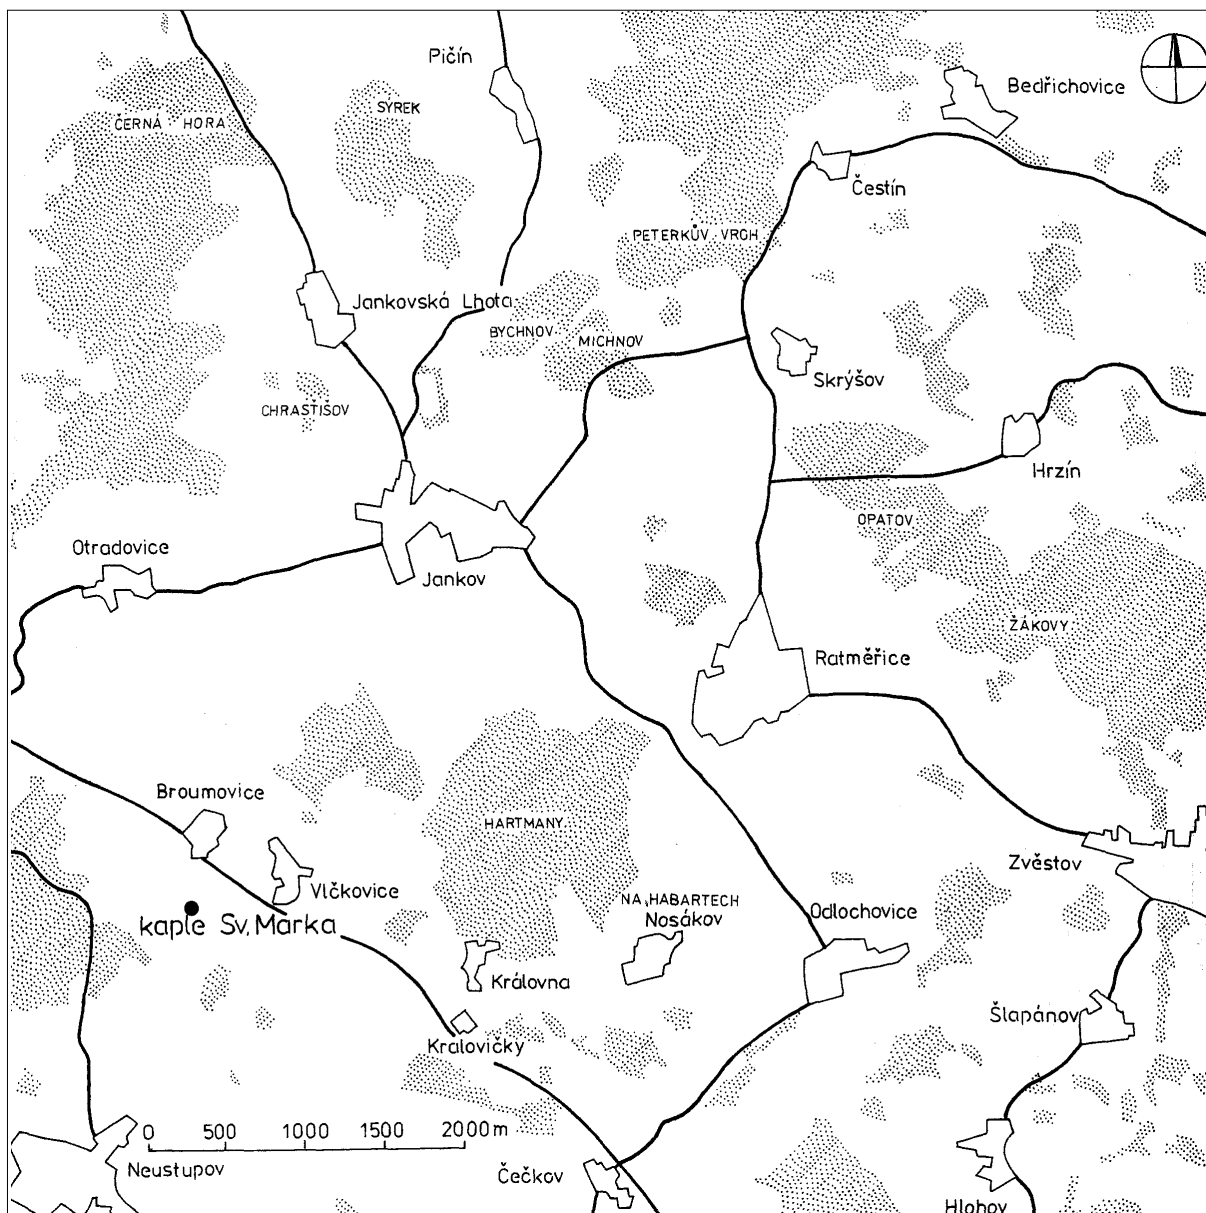 Pičín
Bedřichovice
SÝREK
ČERNÁ HORA
Čestín
PETERKŮV VRCH
Jankovská Lhota
BYCHNOV
MICHNOV
Skrýšov
CHRASTIŠOV
Hrzín
OPATOV
Otradovice
Jankov
ŽÁKOVY
Ratměřice
Broumovice
HARTMANY
Zvěstov
Vlčkovice
NA HABARTECH
Nosákov
Odlochovice
kaple Sv. Marka
Královna
Šlapánov
Kralovičky
0 500 1000 1500 2000 m
Neustupov
Čečkov
Hlohov